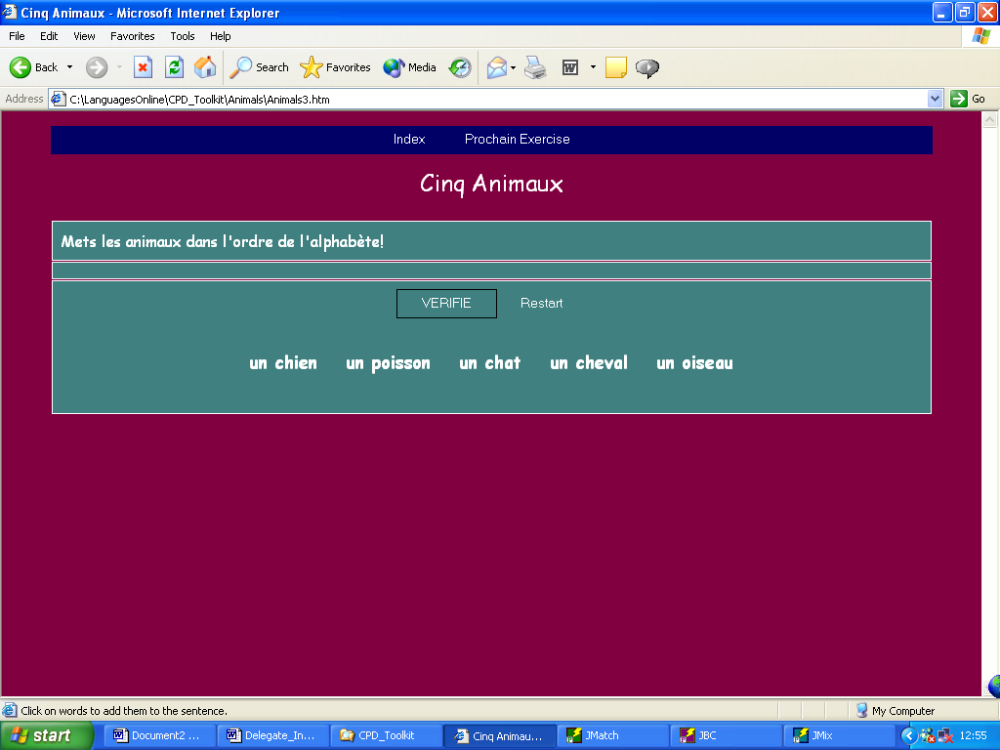 Cinq Animaux - Microsoft Internet Explorer
File Edit View Favorites Tools Help
Back Search Favorites Media
Address C:\LanguagesOnline\CPD_Toolkit\Animals\Animals3.htm Go
Index Prochain Exercise
Cinq Animaux
Mets les animaux dans l'ordre de l'alphabète!
VERIFIE Restart
un chien un poisson un chat un cheval un oiseau
Click on words to add them to the sentence. My Computer
start Document2 ... Delegate_In... CPD_Toolkit Cinq Animau... JMatch JBC JMix 12:55